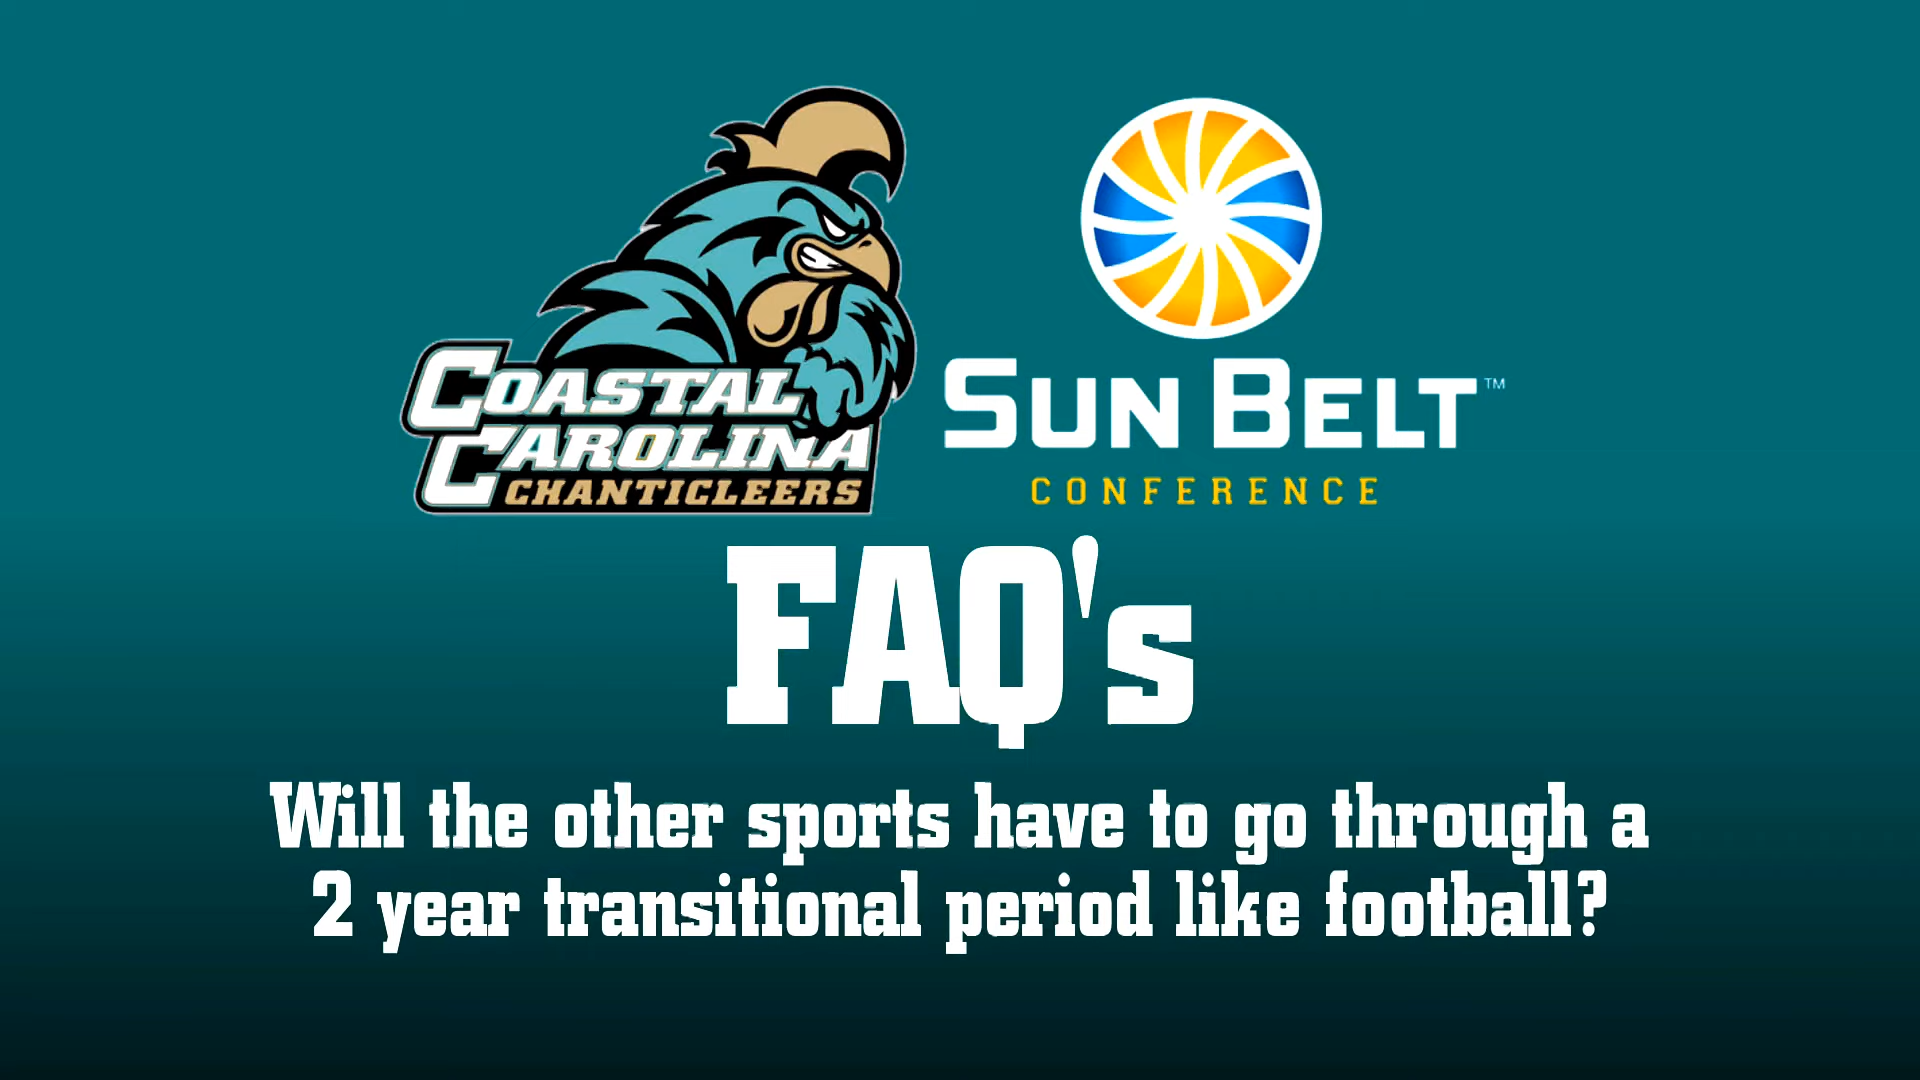 COASTAL
CAROLINA
CHANTICLEERS
SUN BELT™
CONFERENCE
FAQ's
Will the other sports have to go through a
2 year transitional period like football?